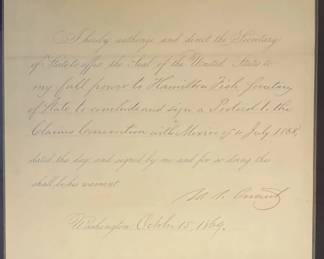 I hereby authorize and direct the Secretary
of State to affix the Seal of the United States to
my full power to Hamilton Fish, Secretary
of State to conclude and sign a Protocol to the
Claims Convention with Mexico of 4 July 1868,
dated this day and signed by me and for so doing this
shall be his warrant.
U. S. Grant
Washington, October 15, 1869.